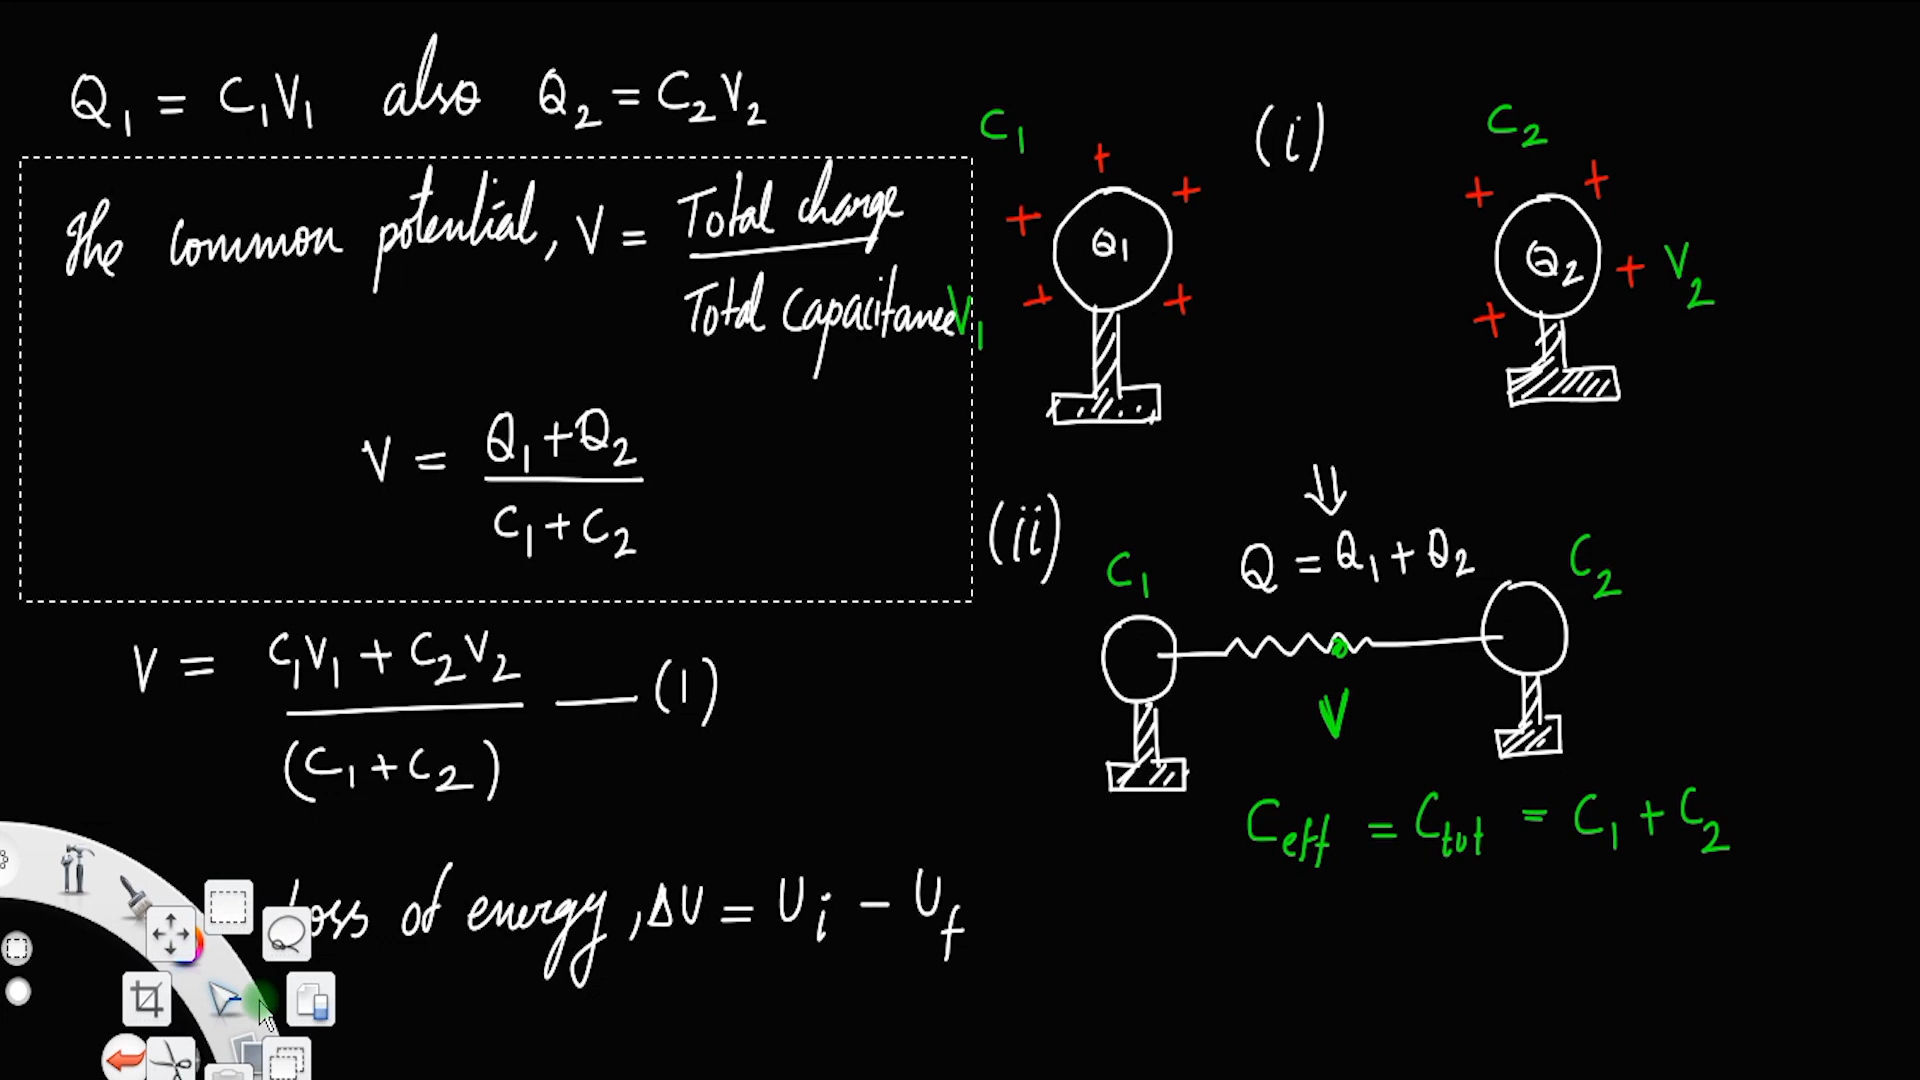 Q₁ = C₁V₁ also Q₂ = C₂V₂
The common potential, V = Total charge
Total Capacitance
V = Q₁+Q₂
C₁+C₂
V = C₁V₁ + C₂V₂ — (1)
(C₁+C₂)
Loss of energy, ΔU = Ui − Uf
C₁ (i) C₂
+ + + + +
Q₁
V₁
+ + + +
Q₂
V₂
(ii)
⇓
Q = Q₁+Q₂
C₁ C₂
V
Ceff = Ctot = C₁ + C₂